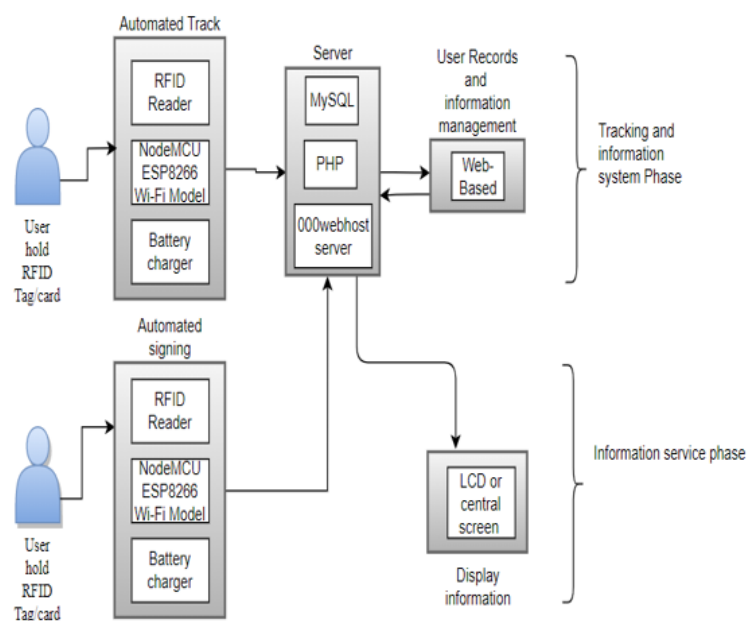 Automated Track
RFID
Reader
NodeMCU
ESP8266
Wi-Fi Model
Battery
charger
User
hold
RFID
Tag/card
Server
MySQL
PHP
000webhost
server
User Records
and
information
management
Web-
Based
Tracking and
information
system Phase
Automated
signing
RFID
Reader
NodeMCU
ESP8266
Wi-Fi Model
Battery
charger
User
hold
RFID
Tag/card
LCD or
central
screen
Display
information
Information service phase